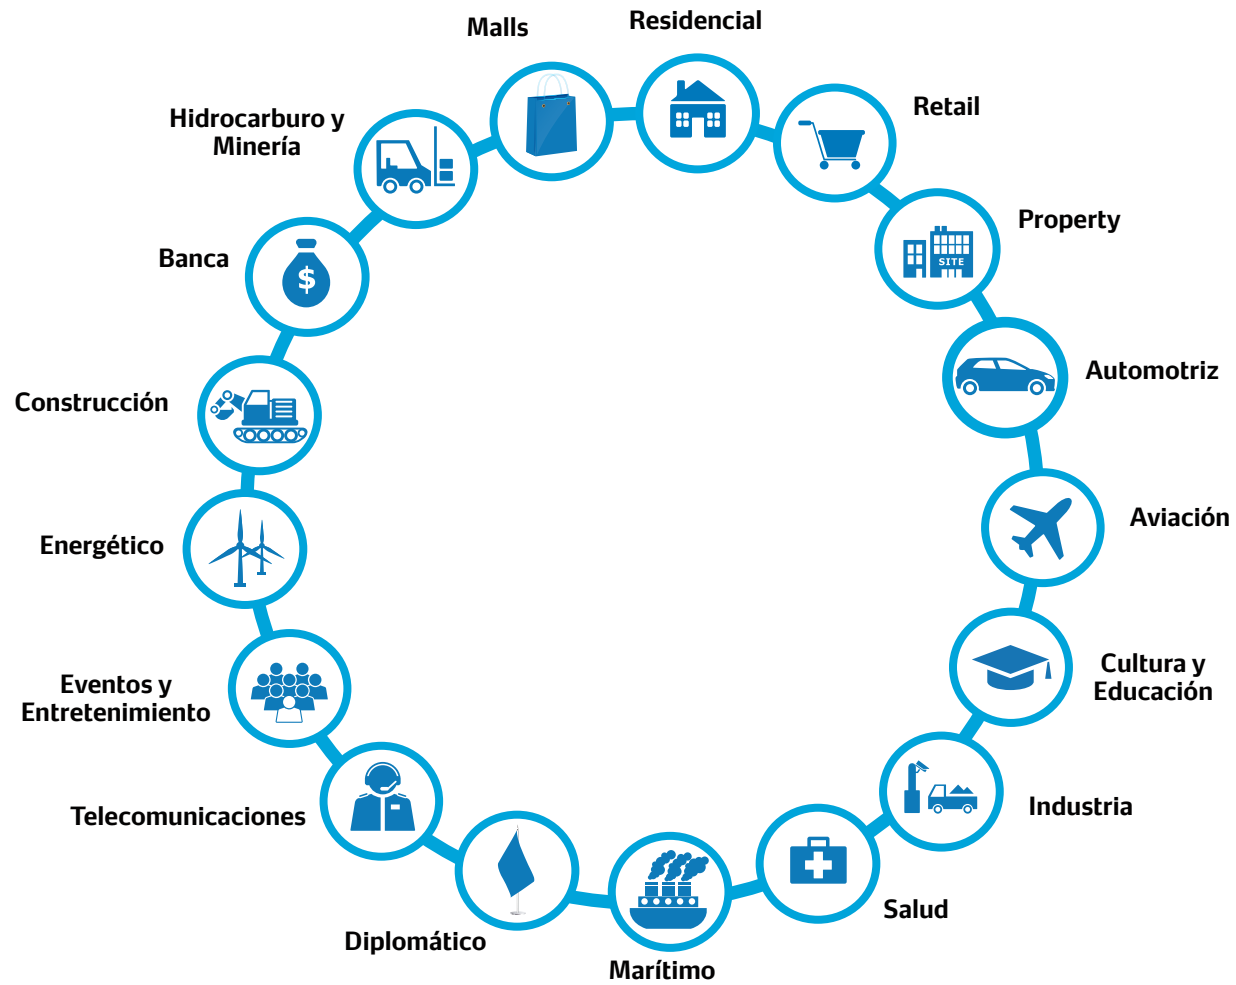 Malls
Residencial
Retail
Hidrocarburo y
Minería
Property
SITE
Banca
$
Automotriz
Construcción
Aviación
Energético
Cultura y
Educación
Eventos y
Entretenimiento
Industria
Telecomunicaciones
Salud
Diplomático
Marítimo